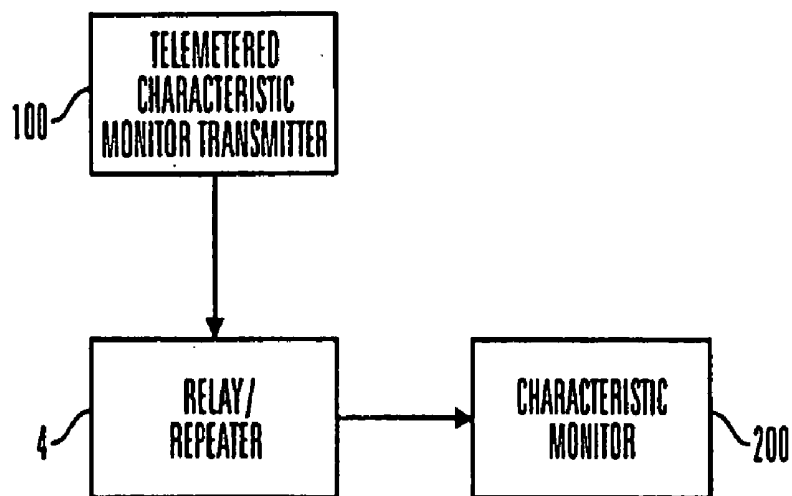 TELEMETERED
CHARACTERISTIC
MONITOR TRANSMITTER
100
RELAY/
REPEATER
4
CHARACTERISTIC
MONITOR
200